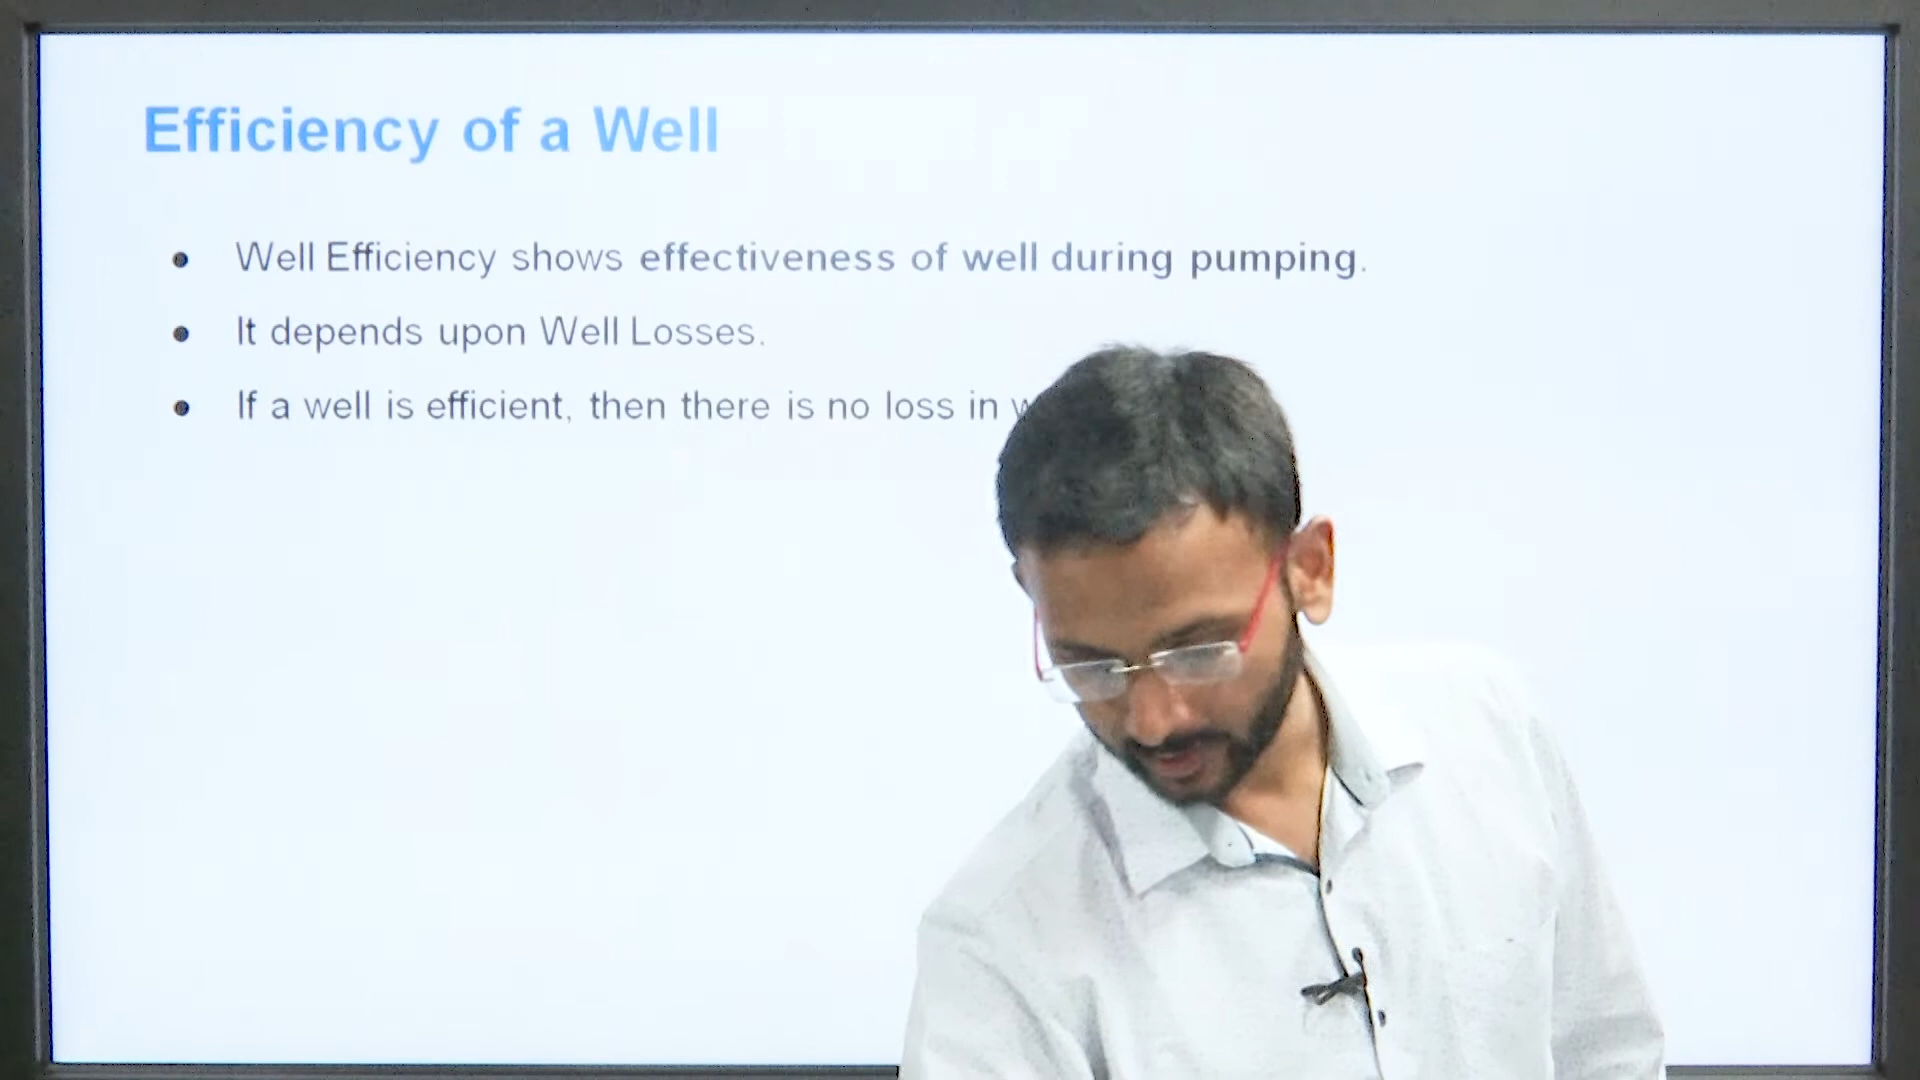 Efficiency of a Well
● Well Efficiency shows effectiveness of well during pumping.
● It depends upon Well Losses.
● If a well is efficient, then there is no loss in